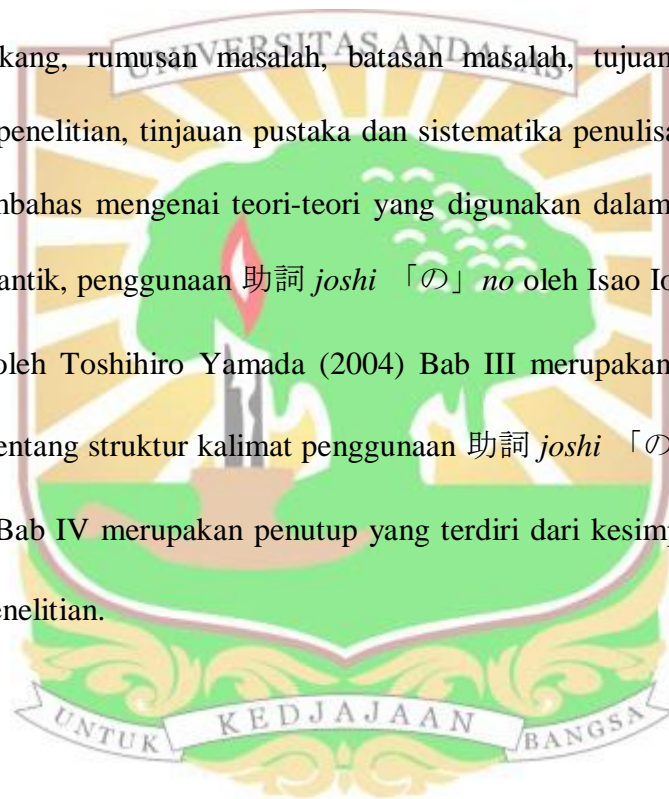 UNIVERSITAS ANDALAS
kang, rumusan masalah, batasan masalah, tujuan
penelitian, tinjauan pustaka dan sistematika penulisa
nbahas mengenai teori-teori yang digunakan dalam
antik, penggunaan 助詞 joshi 「の」 no oleh Isao Io
oleh Toshihiro Yamada (2004) Bab III merupakan
entang struktur kalimat penggunaan 助詞 joshi 「の
Bab IV merupakan penutup yang terdiri dari kesimp
enelitian.
UNTUK KEDJAJAAN BANGSA